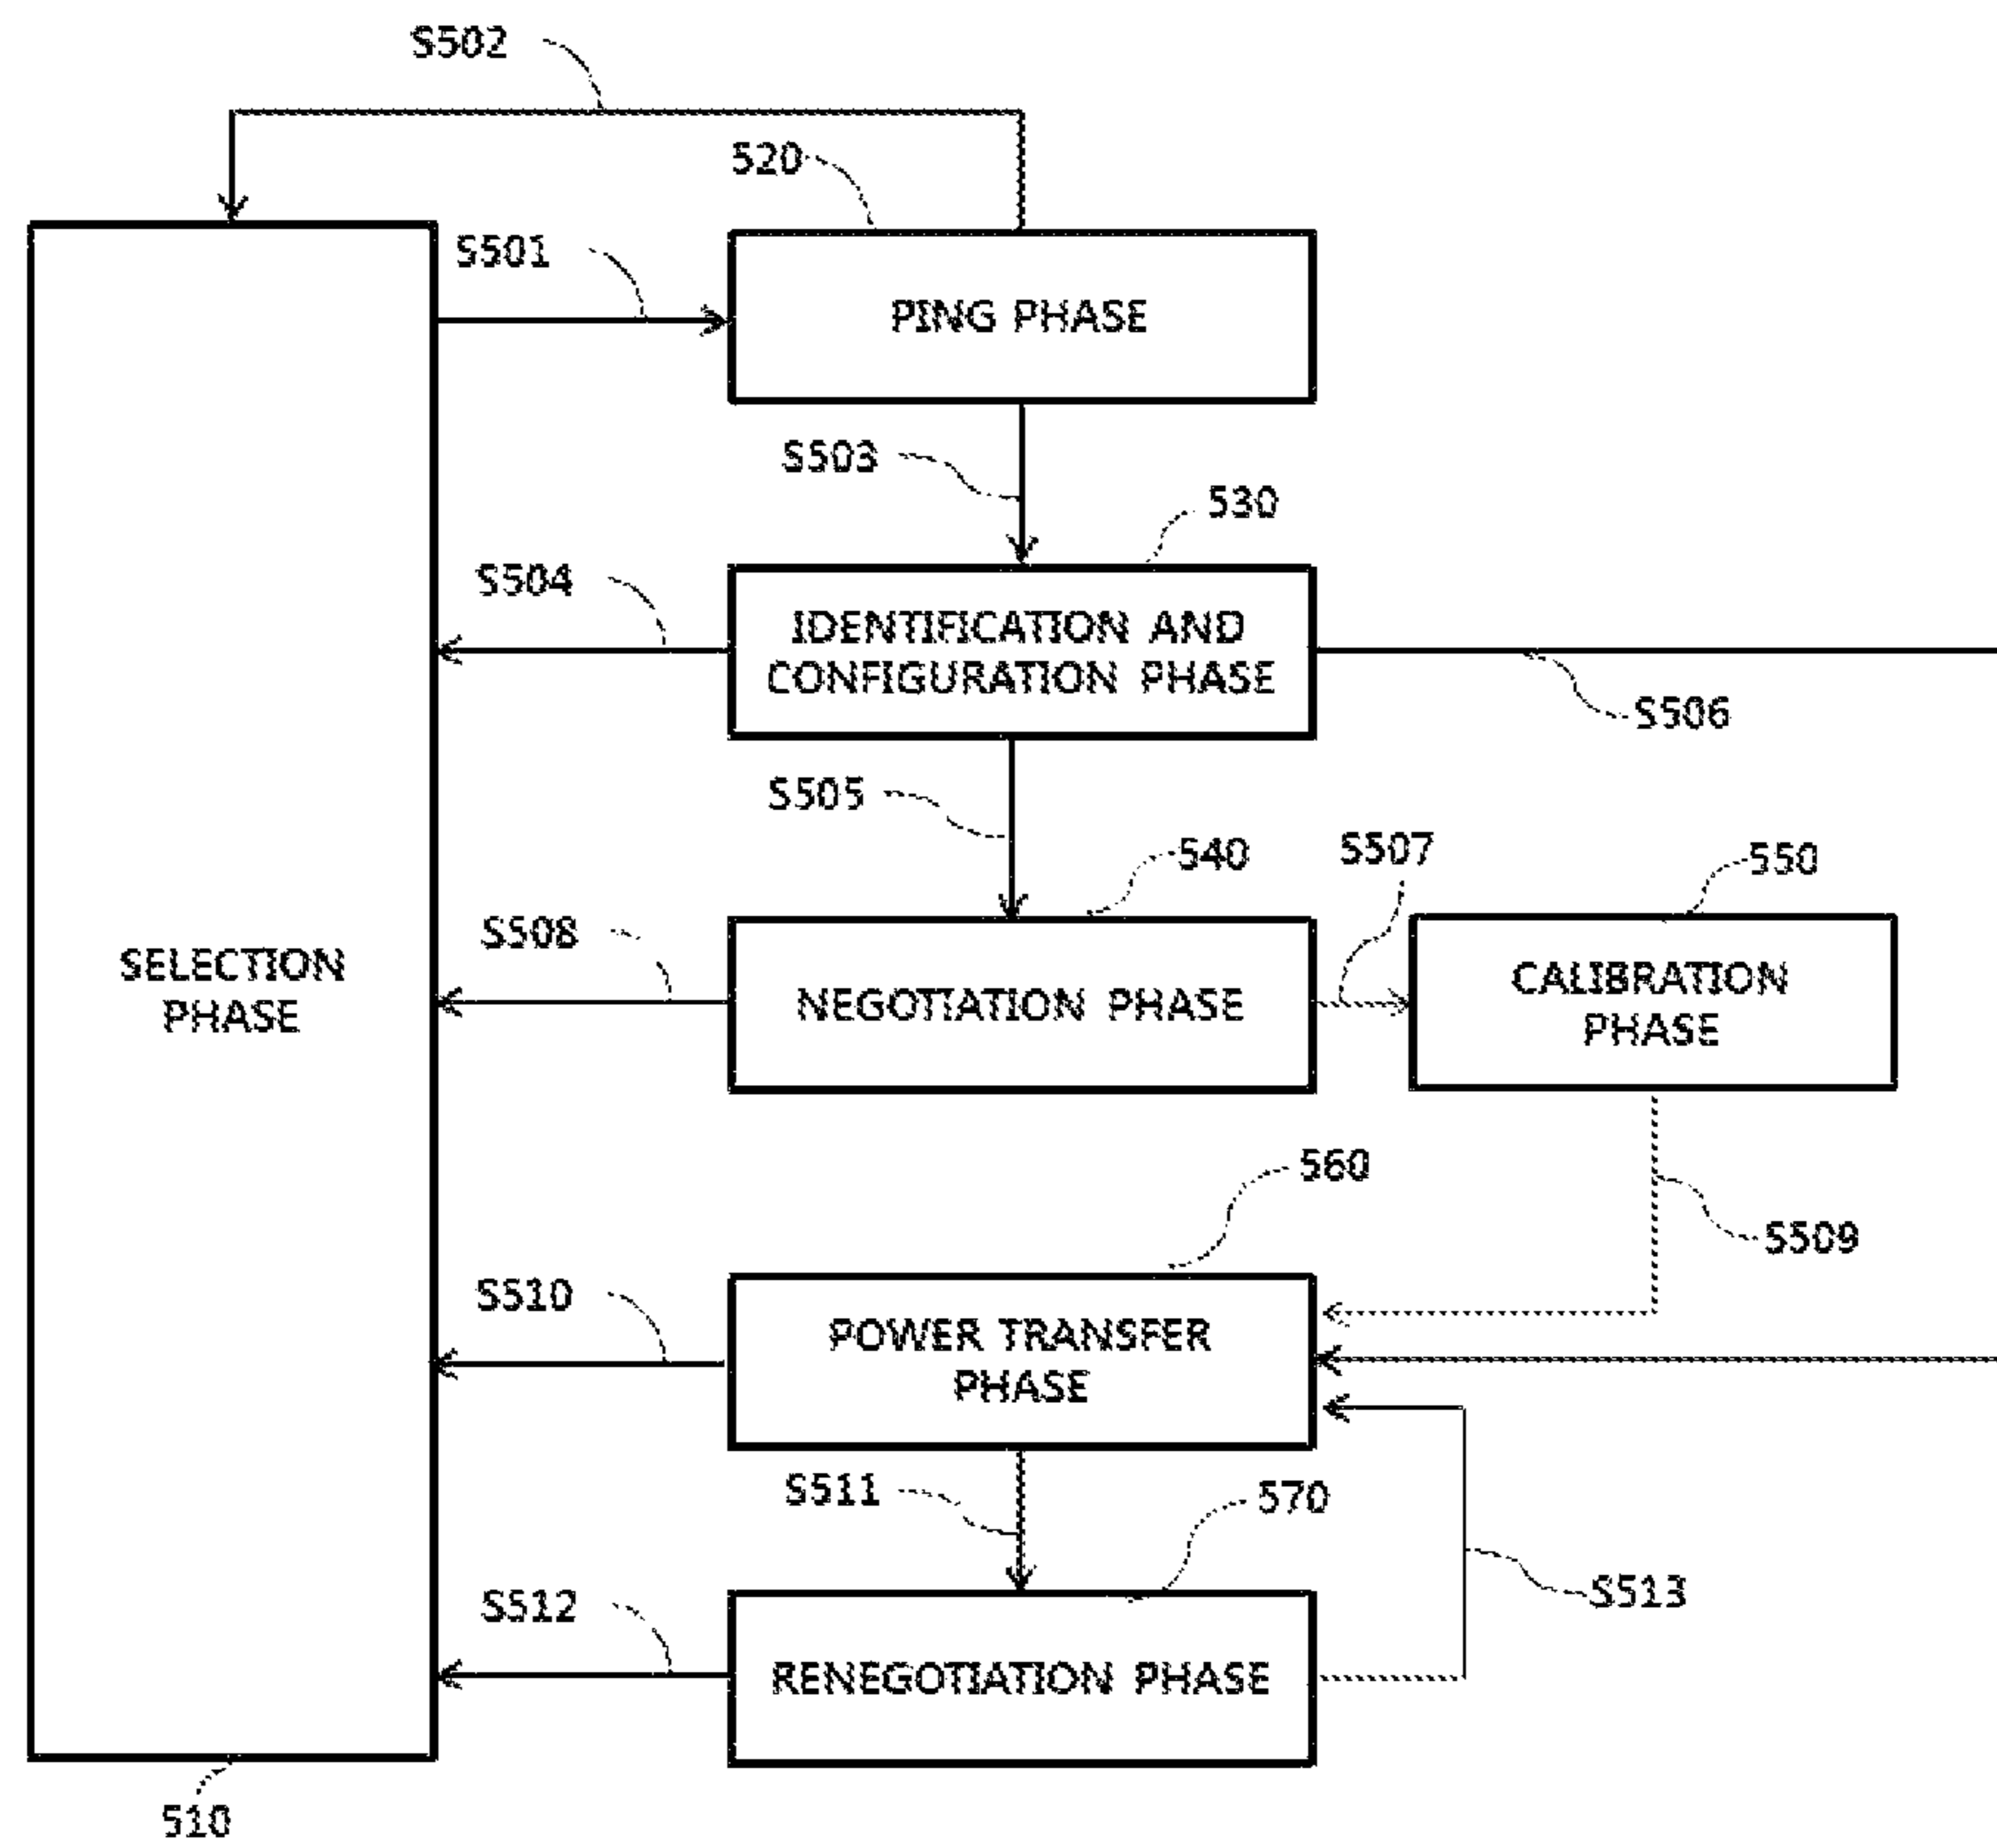 S502
520
S501
PING PHASE
S503
530
S504
IDENTIFICATION AND
CONFIGURATION PHASE
S506
S505
540
S507
550
S508
SELECTION
PHASE
NEGOTIATION PHASE
CALIBRATION
PHASE
560
S509
S510
POWER TRANSFER
PHASE
S511
570
S512
S513
RENEGOTIATION PHASE
510